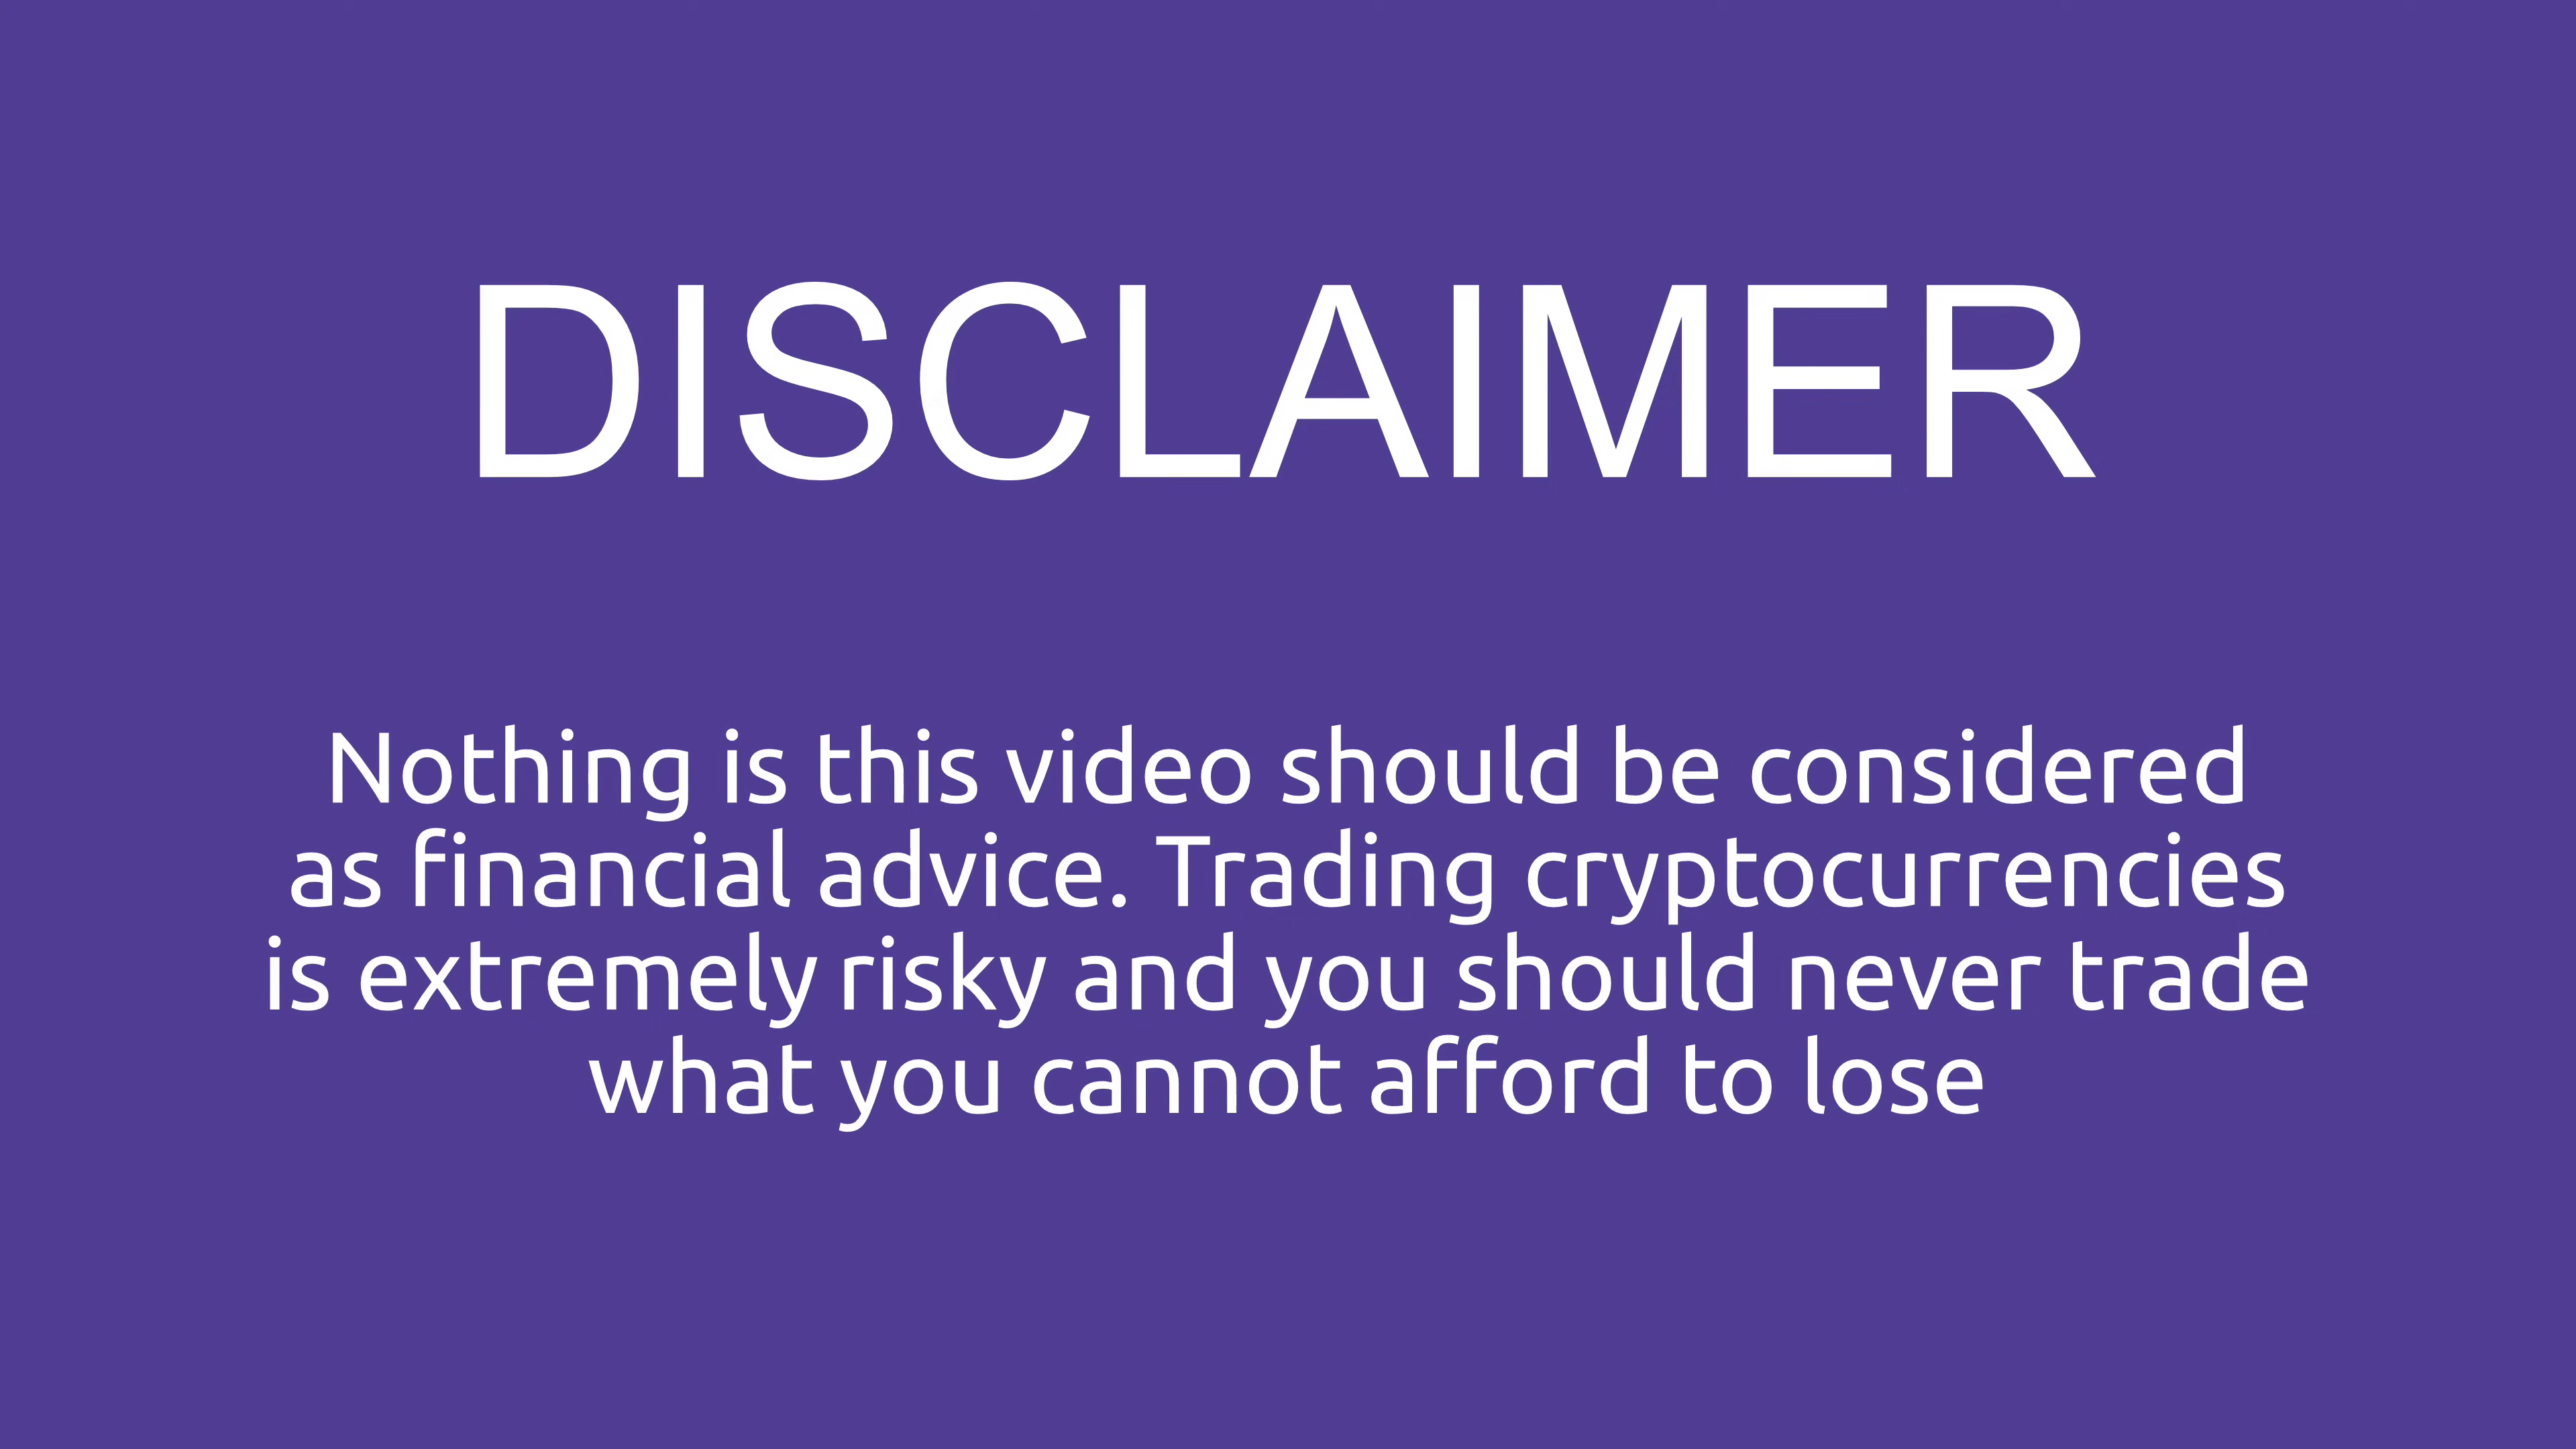 DISCLAIMER
Nothing is this video should be considered
as financial advice. Trading cryptocurrencies
is extremely risky and you should never trade
what you cannot afford to lose